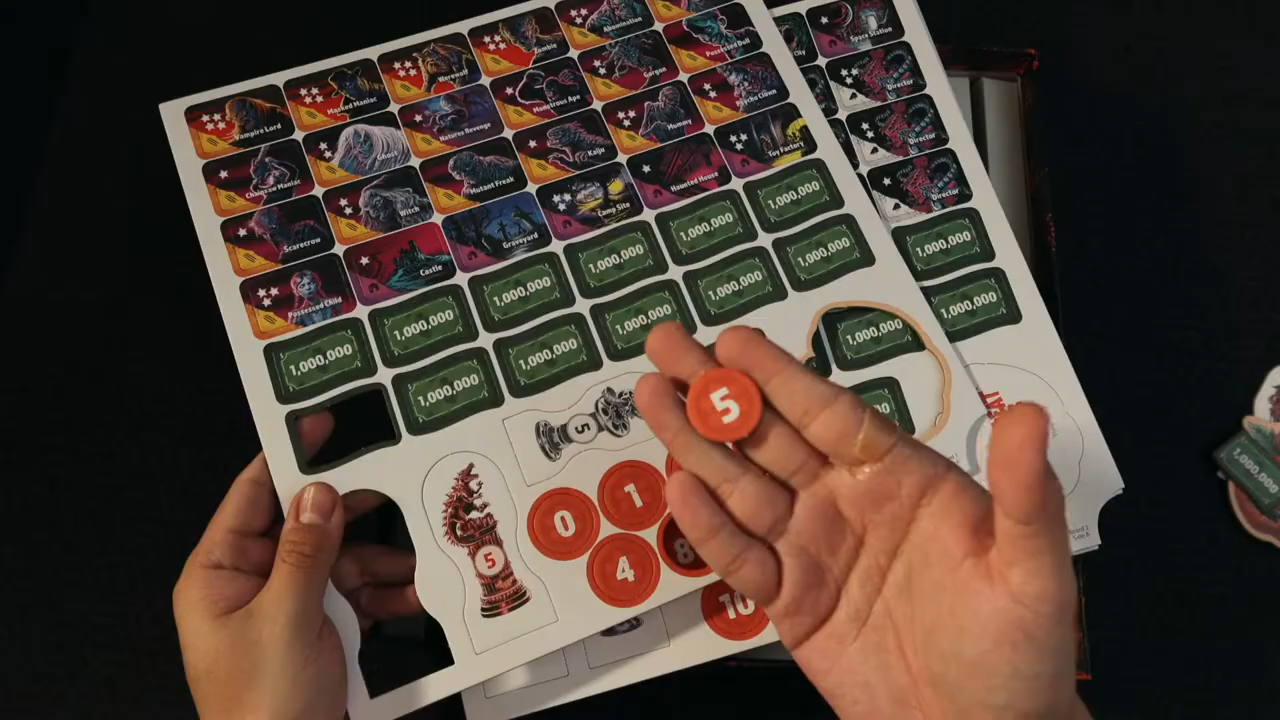 Vampire Lord
Masked Maniac
Werewolf
Zombie
Abomination
Chainsaw Maniac
Ghost
Natures Revenge
Monstrous Ape
Gorgon
Possessed Doll
Scarecrow
Witch
Mutant Freak
Kaiju
Mummy
Psycho Clown
Possessed Child
Castle
Graveyard
Camp Site
Haunted House
Toy Factory
City
Space Station
Director
Director
Director
1,000,000
1,000,000
1,000,000
1,000,000
1,000,000
1,000,000
1,000,000
1,000,000
1,000,000
1,000,000
1,000,000
1,000,000
1,000,000
1,000,000
5
5
5
0
1
4
8
10
1,000,000
Side A